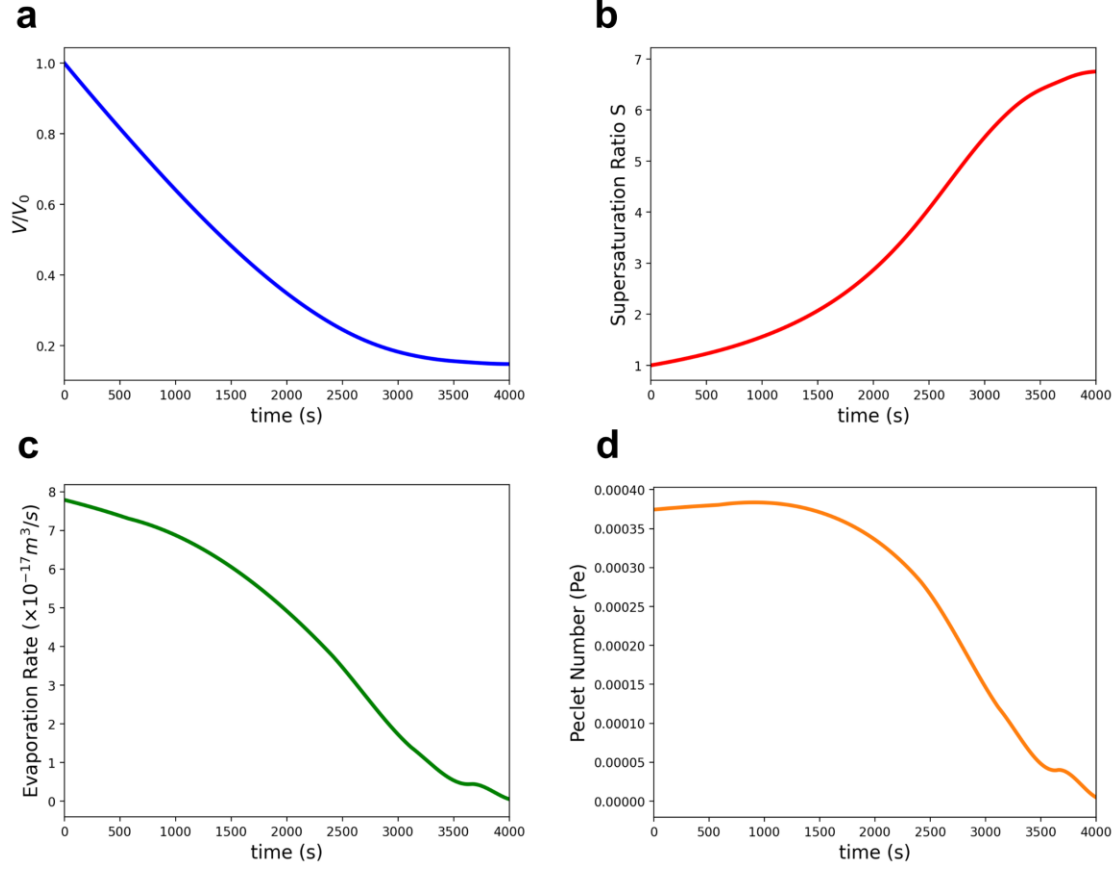 a
1.0
0.8
0.6
0.4
0.2
V/V₀
0 500 1000 1500 2000 2500 3000 3500 4000
time (s)
b
7
6
5
4
3
2
1
Supersaturation Ratio S
0 500 1000 1500 2000 2500 3000 3500 4000
time (s)
c
8
7
6
5
4
3
2
1
0
Evaporation Rate (×10⁻¹⁷m³/s)
0 500 1000 1500 2000 2500 3000 3500 4000
time (s)
d
0.00040
0.00035
0.00030
0.00025
0.00020
0.00015
0.00010
0.00005
0.00000
Peclet Number (Pe)
0 500 1000 1500 2000 2500 3000 3500 4000
time (s)